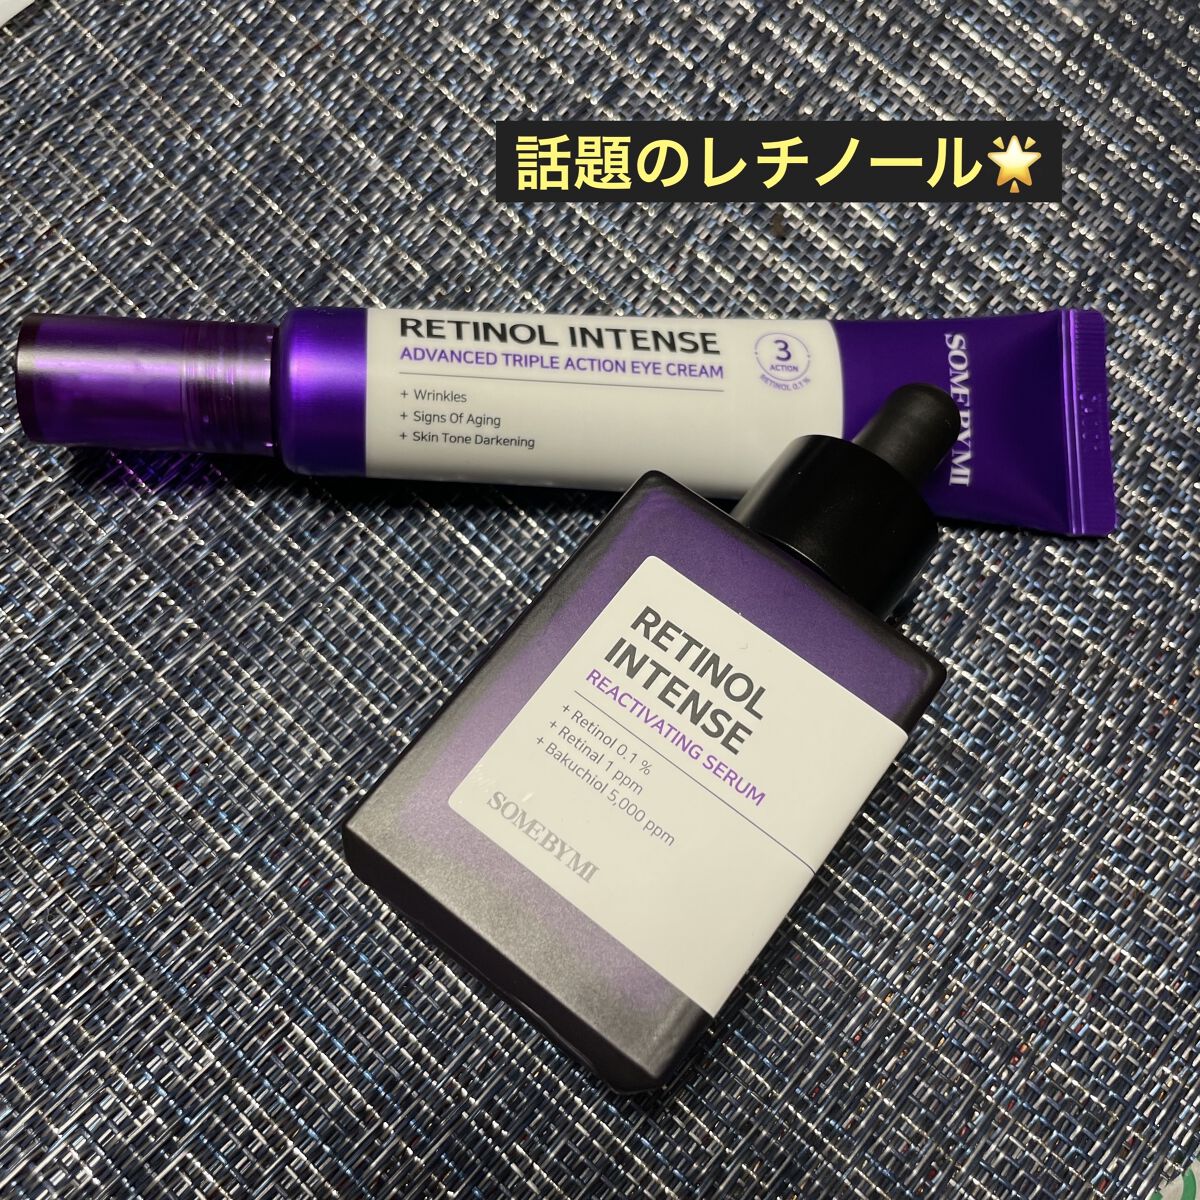 話題のレチノール🌟
RETINOL INTENSE
ADVANCED TRIPLE ACTION EYE CREAM
+ Wrinkles
+ Signs Of Aging
+ Skin Tone Darkening
3
ACTION
RETINOL 0.1%
SOMEBYMI
RETINOL
INTENSE
REACTIVATING SERUM
+ Retinol 0.1 %
+ Retinal 1 ppm
+ Bakuchiol 5,000 ppm
SOMEBYMI